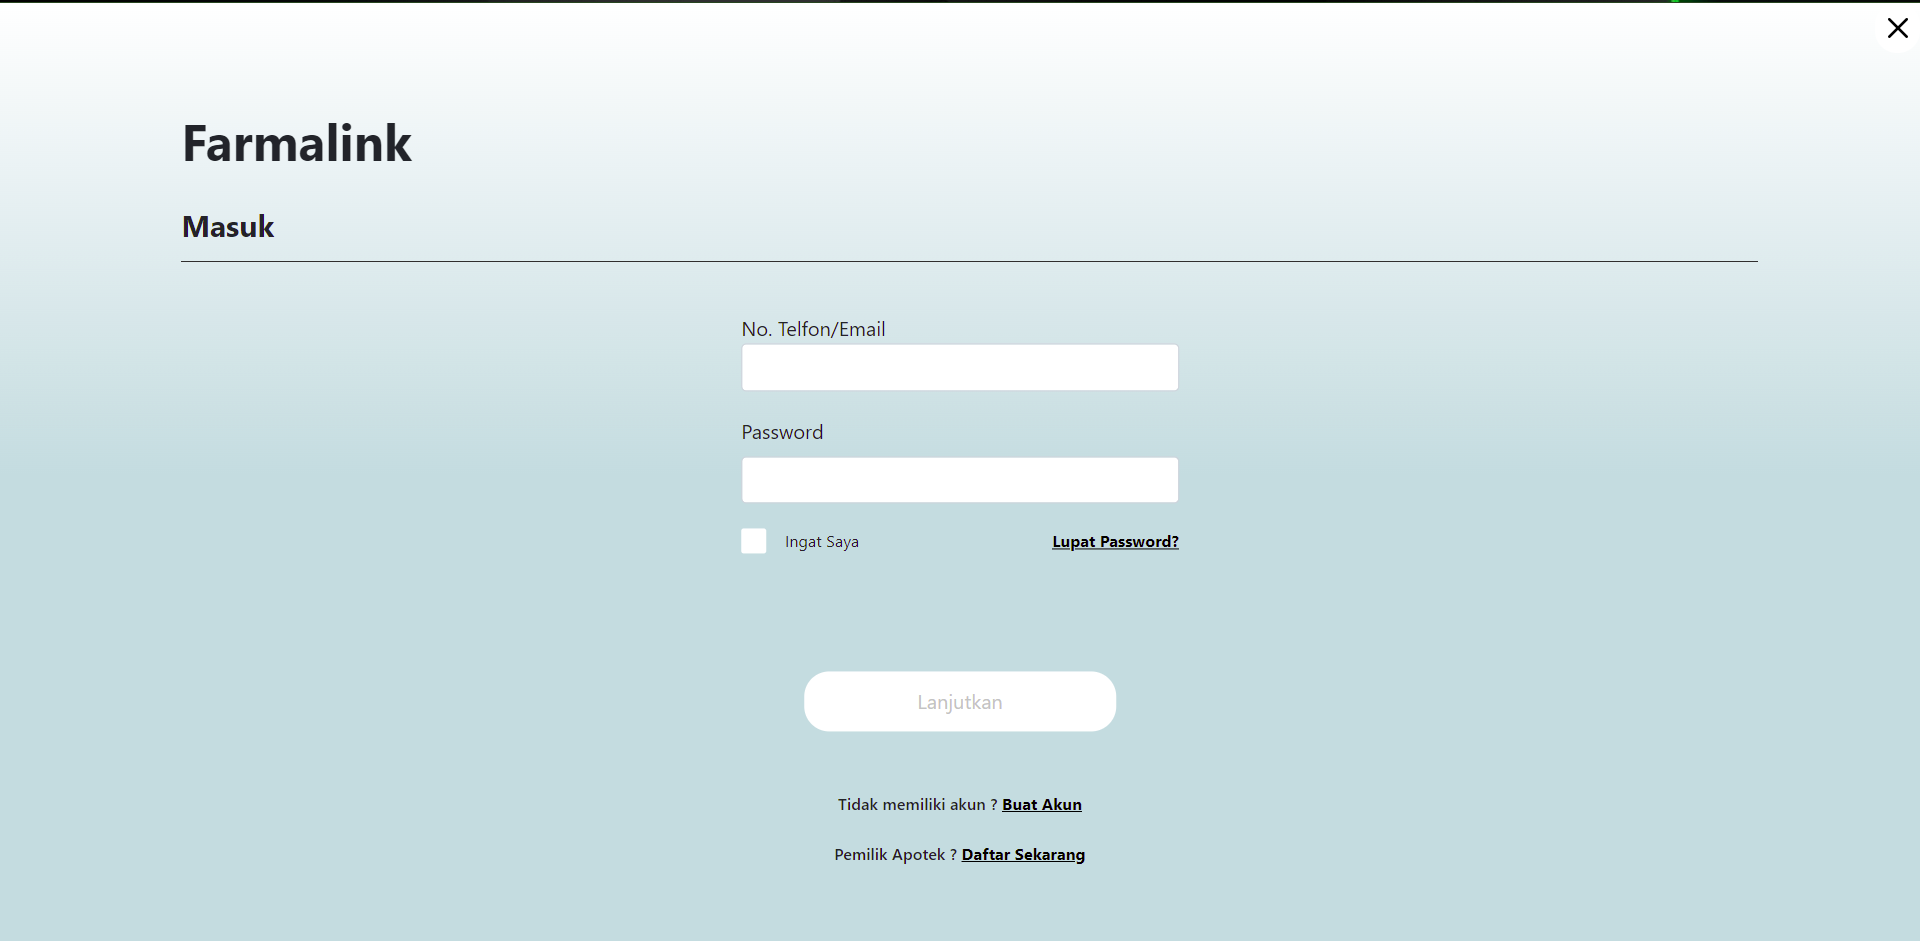 Farmalink
Masuk
No. Telfon/Email
Password
Ingat Saya
Lupat Password?
Lanjutkan
Tidak memiliki akun ? Buat Akun
Pemilik Apotek ? Daftar Sekarang